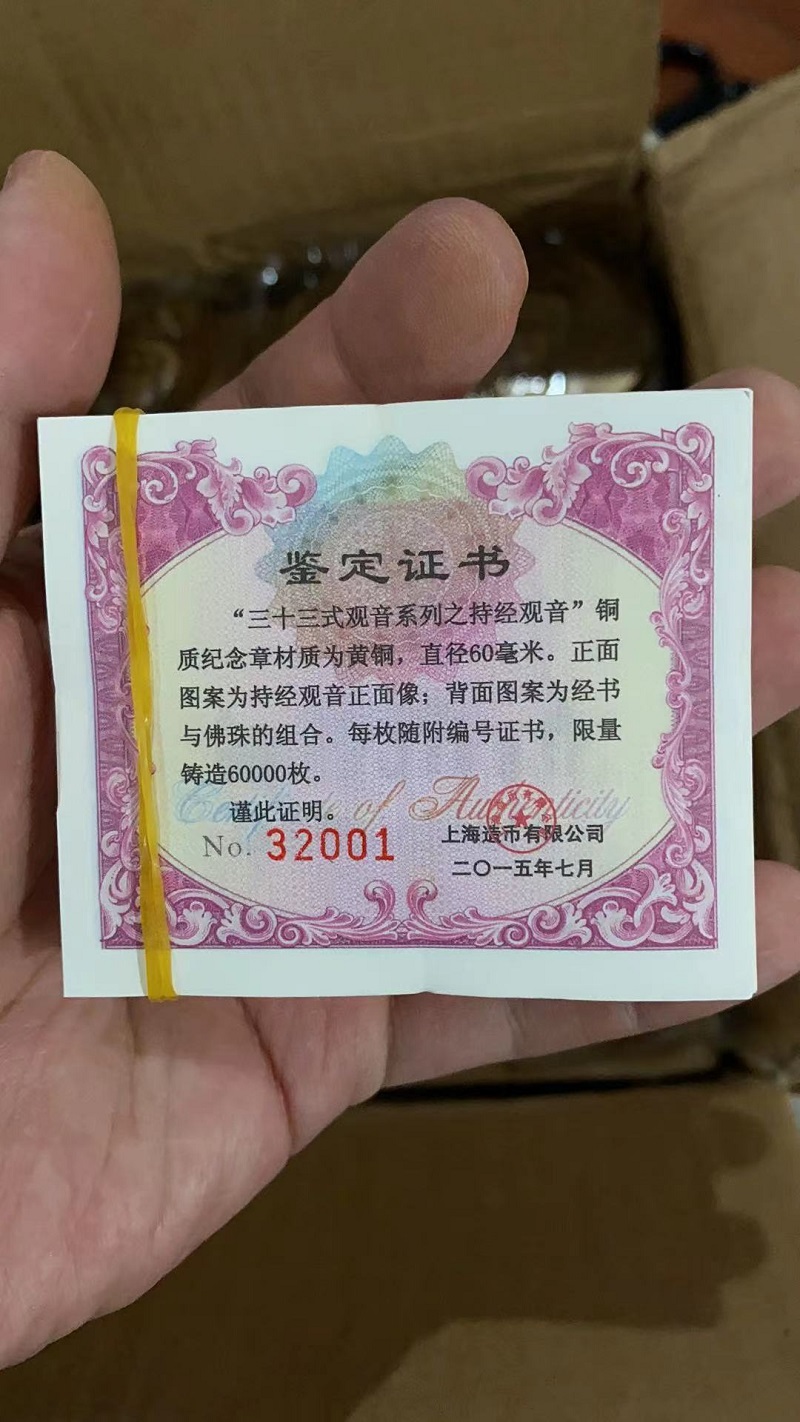 鉴定证书
“三十三式观音系列之持经观音”铜
质纪念章材质为黄铜，直径60毫米。正面
图案为持经观音正面像；背面图案为经书
与佛珠的组合。每枚随附编号证书，限量
铸造60000枚。
谨此证明。
Certificate of Authenticity
No. 32001
上海造币有限公司
二〇一五年七月